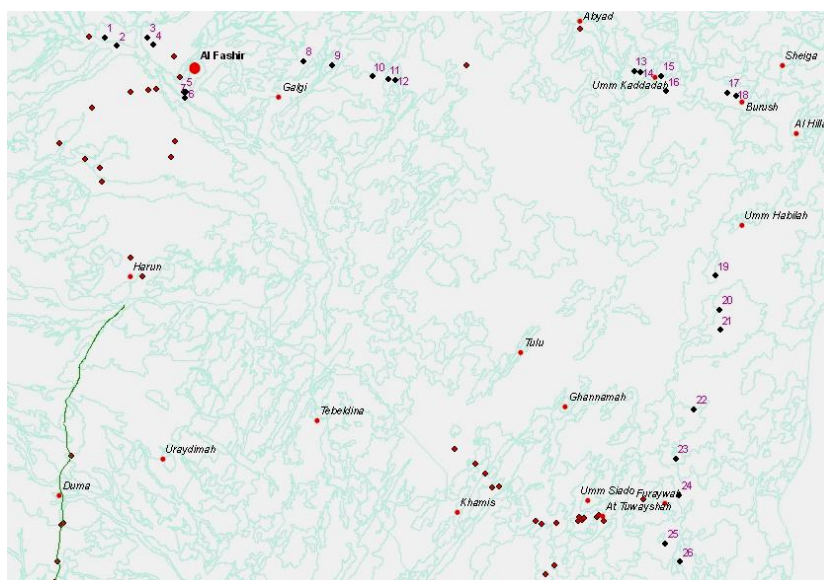 Abyad
1
2
3
4
Al Fashir
8
9
Sheiga
13
14
15
10
11
12
5
7
6
Galgi
Umm Kaddadah
16
17
18
Burush
Al Hilla
Umm Habilah
Harun
19
20
21
Tulu
Ghannamah
22
Tebeldina
Uraydimah
23
Duma
24
Umm Siado
Furaywah
Khamis
At Tuwayshah
25
26